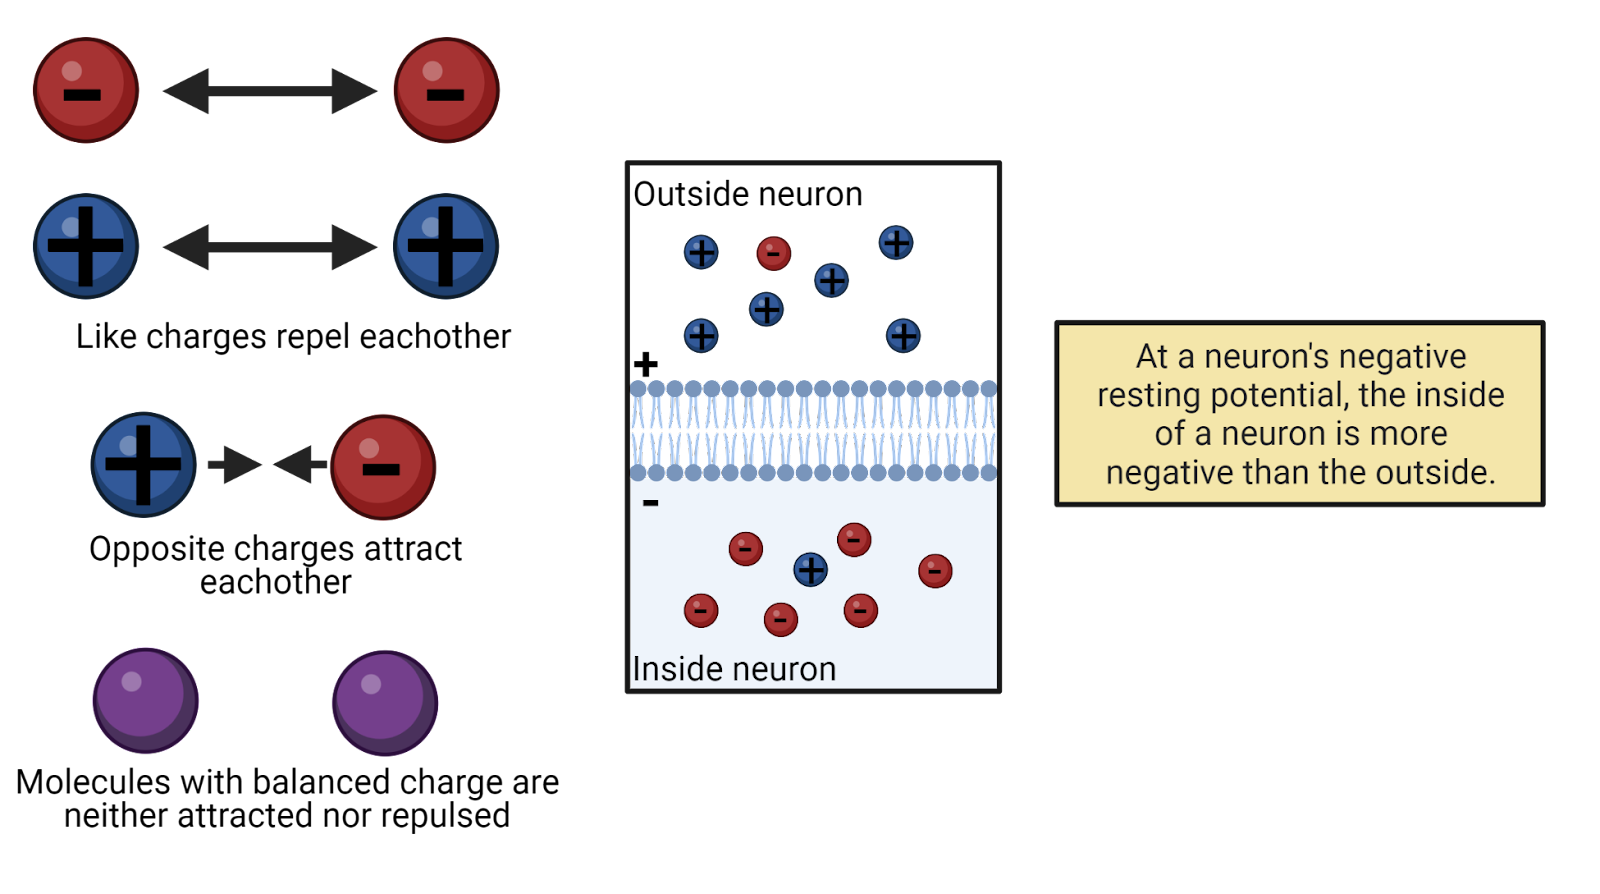 Like charges repel eachother
Opposite charges attract
eachother
Molecules with balanced charge are
neither attracted nor repulsed
Outside neuron
+
-
Inside neuron
At a neuron's negative
resting potential, the inside
of a neuron is more
negative than the outside.